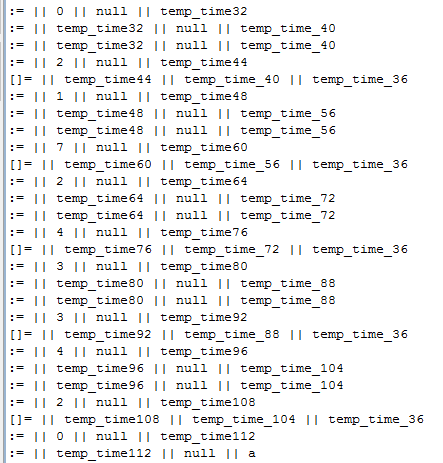 := || 0 || null || temp_time32
:= || temp_time32 || null || temp_time_40
:= || temp_time32 || null || temp_time_40
:= || 2 || null || temp_time44
[]= || temp_time44 || temp_time_40 || temp_time_36
:= || 1 || null || temp_time48
:= || temp_time48 || null || temp_time_56
:= || temp_time48 || null || temp_time_56
:= || 7 || null || temp_time60
[]= || temp_time60 || temp_time_56 || temp_time_36
:= || 2 || null || temp_time64
:= || temp_time64 || null || temp_time_72
:= || temp_time64 || null || temp_time_72
:= || 4 || null || temp_time76
[]= || temp_time76 || temp_time_72 || temp_time_36
:= || 3 || null || temp_time80
:= || temp_time80 || null || temp_time_88
:= || temp_time80 || null || temp_time_88
:= || 3 || null || temp_time92
[]= || temp_time92 || temp_time_88 || temp_time_36
:= || 4 || null || temp_time96
:= || temp_time96 || null || temp_time_104
:= || temp_time96 || null || temp_time_104
:= || 2 || null || temp_time108
[]= || temp_time108 || temp_time_104 || temp_time_36
:= || 0 || null || temp_time112
:= || temp_time112 || null || a